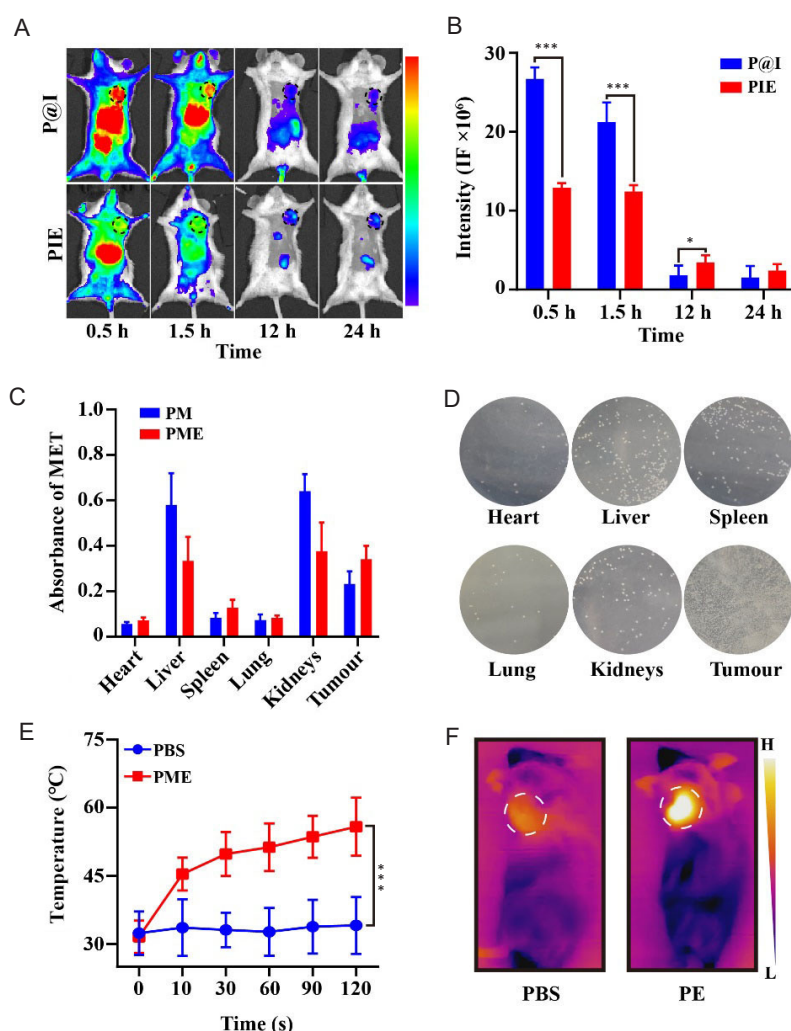 A
P@I
PIE
0.5 h 1.5 h 12 h 24 h
Time
B
Intensity (IF ×10⁶)
30
20
10
0
***
***
*
P@I
PIE
0.5 h 1.5 h 12 h 24 h
Time
C
Absorbance of MET
1.0
0.8
0.6
0.4
0.2
0
PM
PME
Heart Liver Spleen Lung Kidneys Tumour
D
Heart Liver Spleen
Lung Kidneys Tumour
E
Temperature (°C)
75
60
45
30
PBS
PME
***
0 10 30 60 90 120
Time (s)
F
H
L
PBS PE